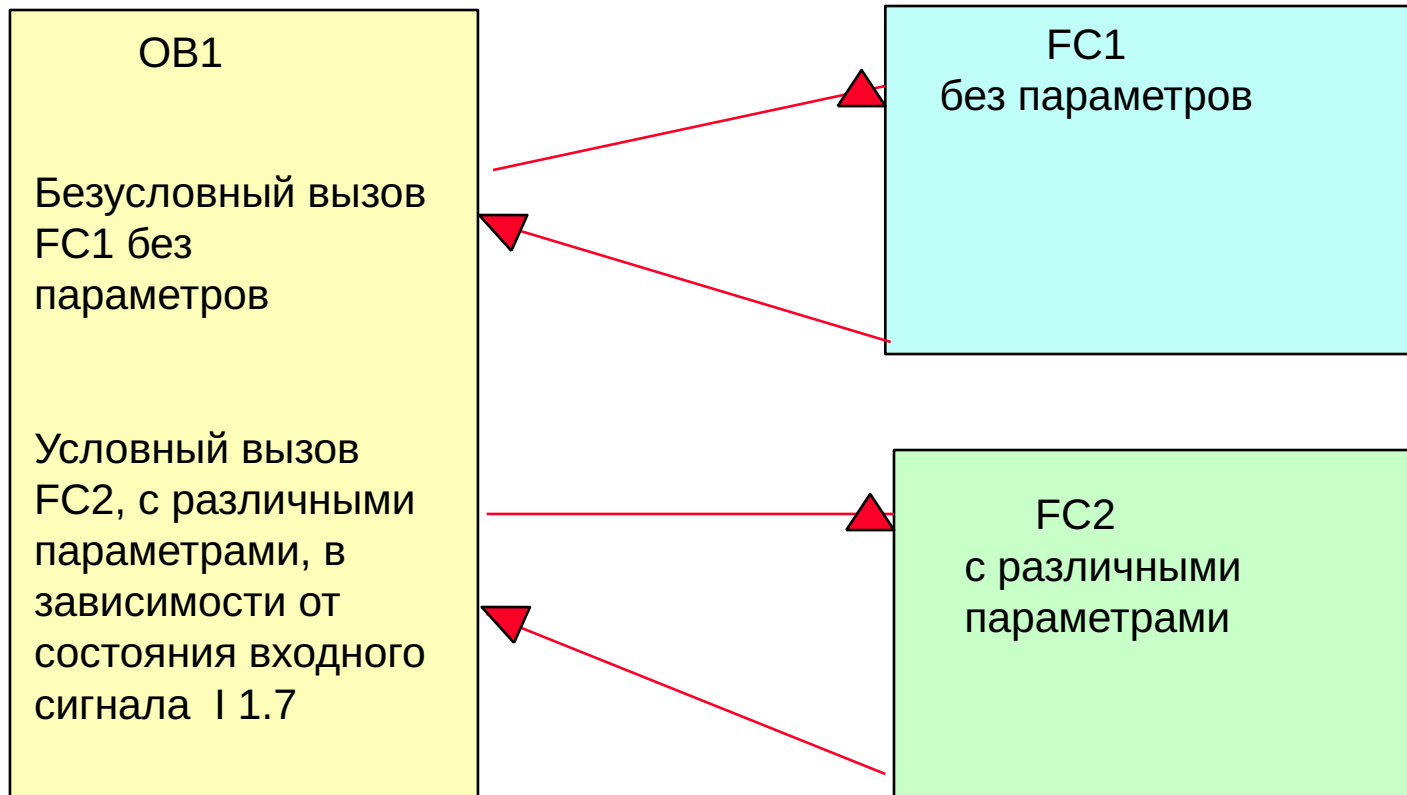 OB1
Безусловный вызов
FC1 без
параметров
Условный вызов
FC2, с различными
параметрами, в
зависимости от
состояния входного
сигнала I 1.7
FC1
без параметров
FC2
с различными
параметрами